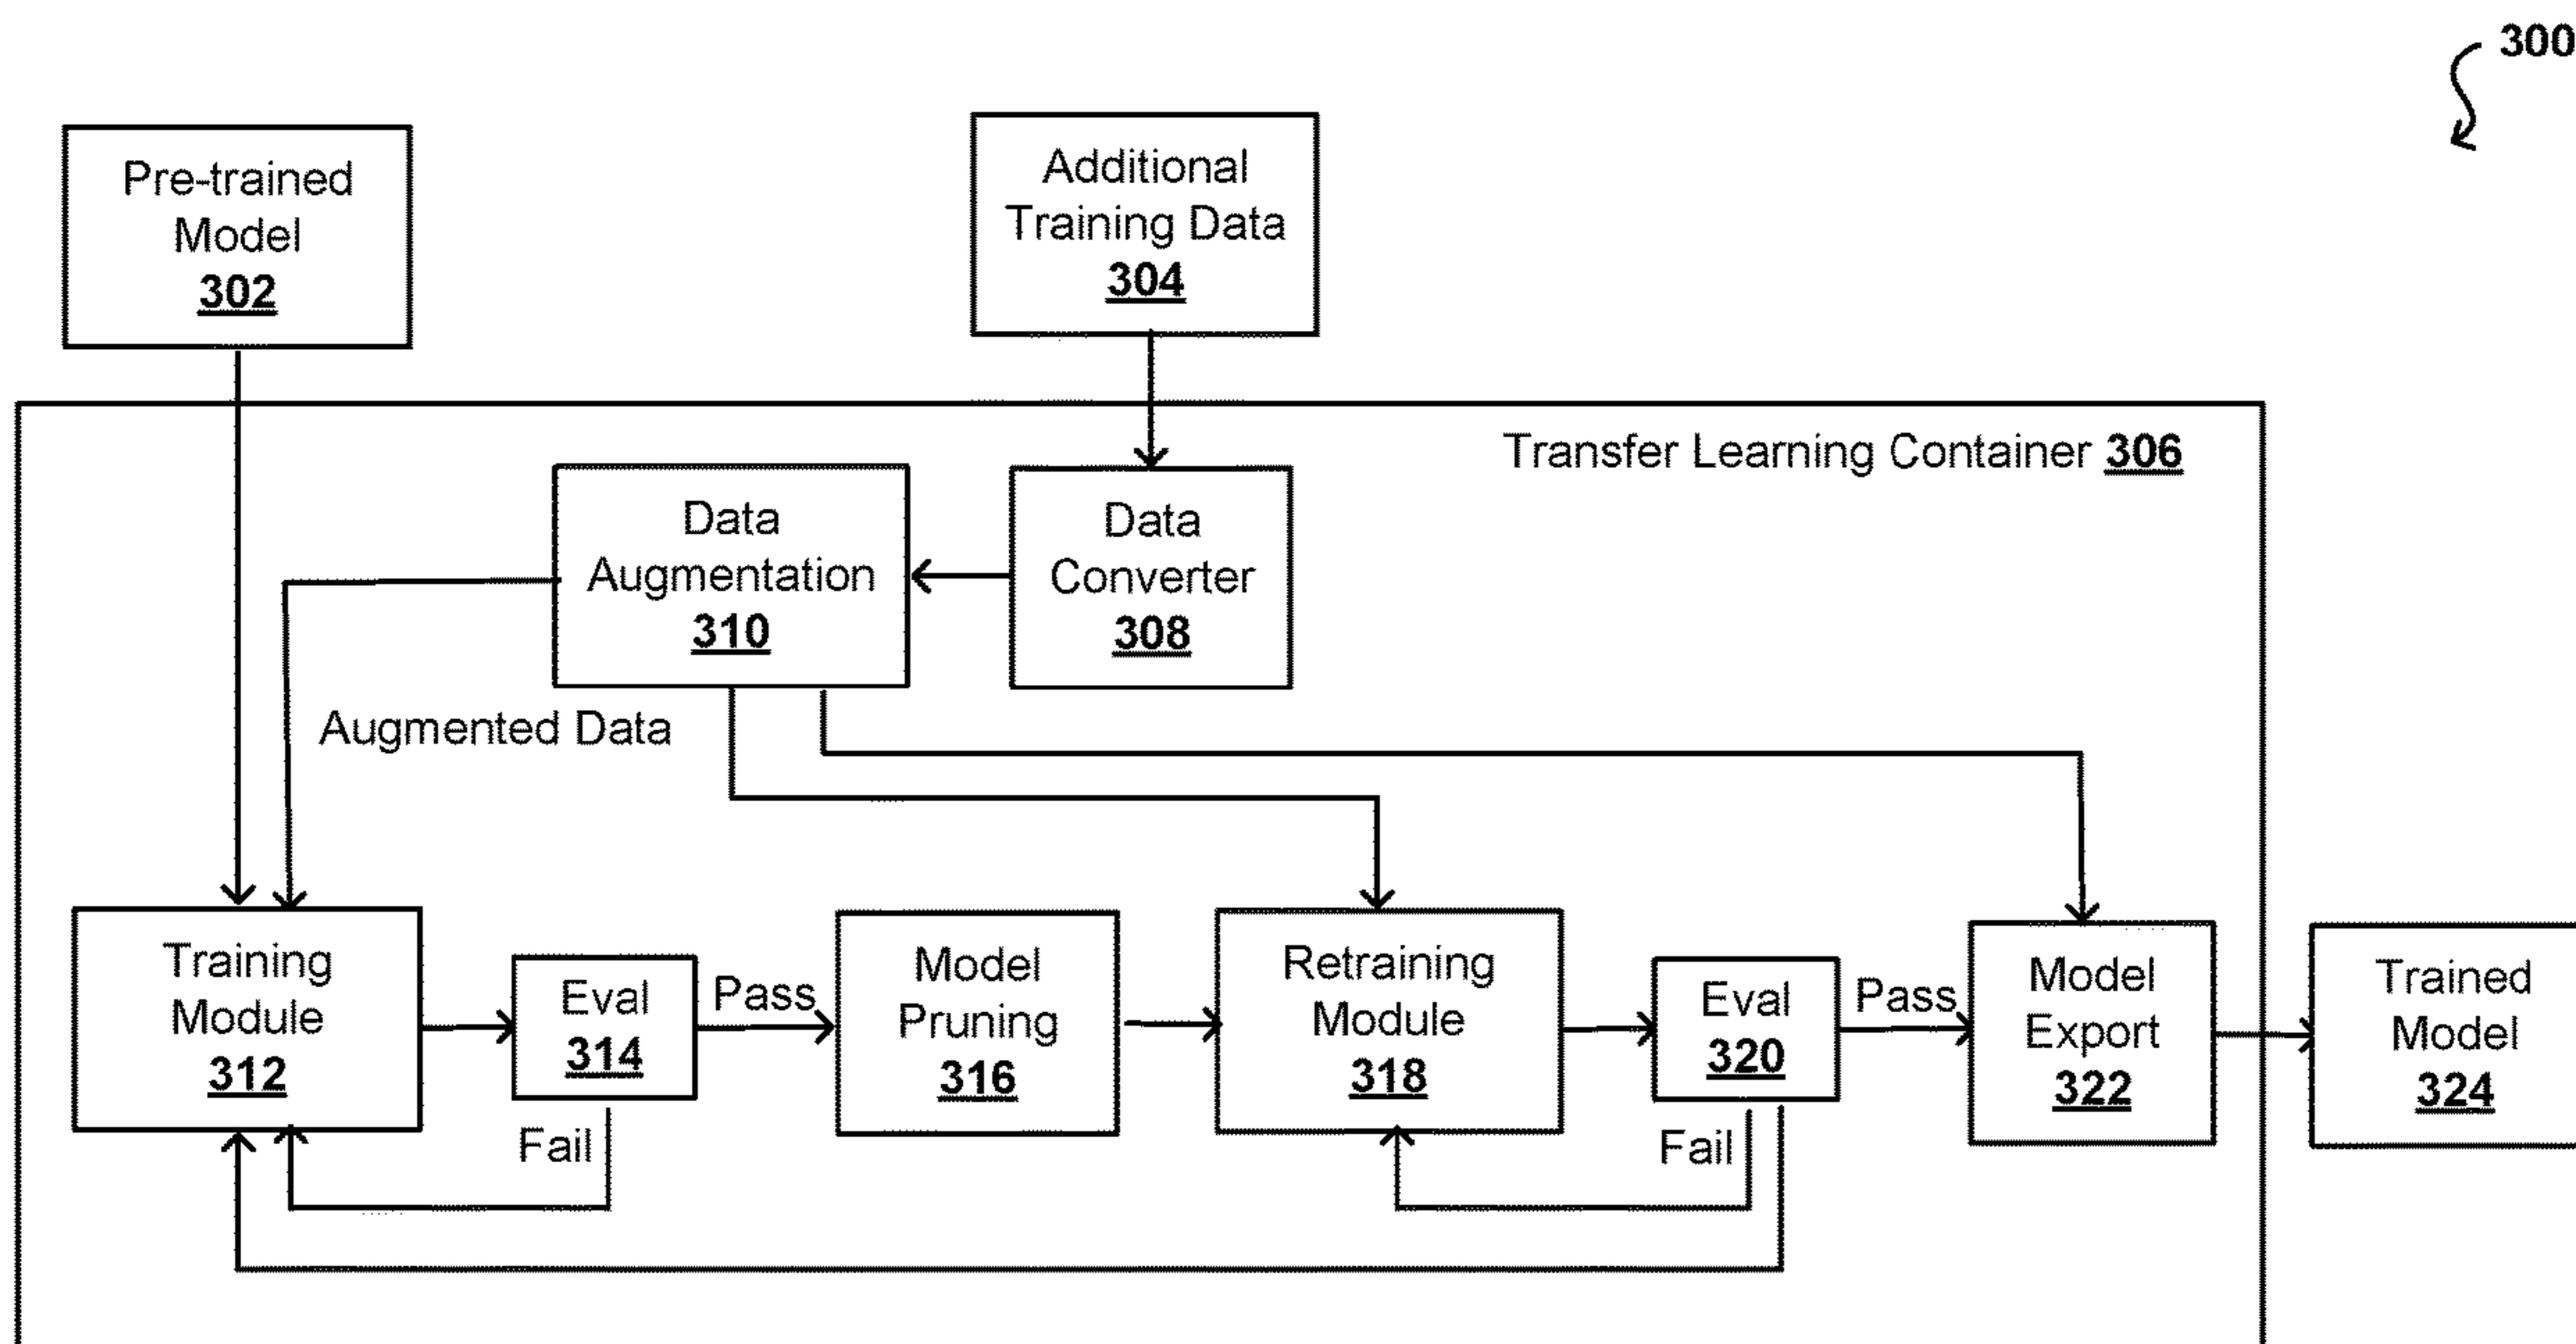 300
Pre-trained
Model
302
Additional
Training Data
304
Transfer Learning Container 306
Data
Augmentation
310
Data
Converter
308
Augmented Data
Training
Module
312
Eval
314
Pass
Fail
Model
Pruning
316
Retraining
Module
318
Eval
320
Pass
Fail
Model
Export
322
Trained
Model
324